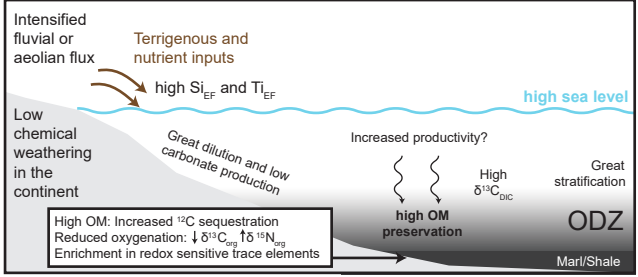 Intensified
fluvial or
aeolian flux
Terrigenous and
nutrient inputs
high Si_EF and Ti_EF
high sea level
Low
chemical
weathering
in the
continent
Great dilution and low
carbonate production
Increased productivity?
High
δ¹³C_DIC
Great
stratification
high OM
preservation
ODZ
High OM: Increased ¹²C sequestration
Reduced oxygenation: ↓δ¹³C_org ↑δ¹⁵N_org
Enrichment in redox sensitive trace elements
Marl/Shale